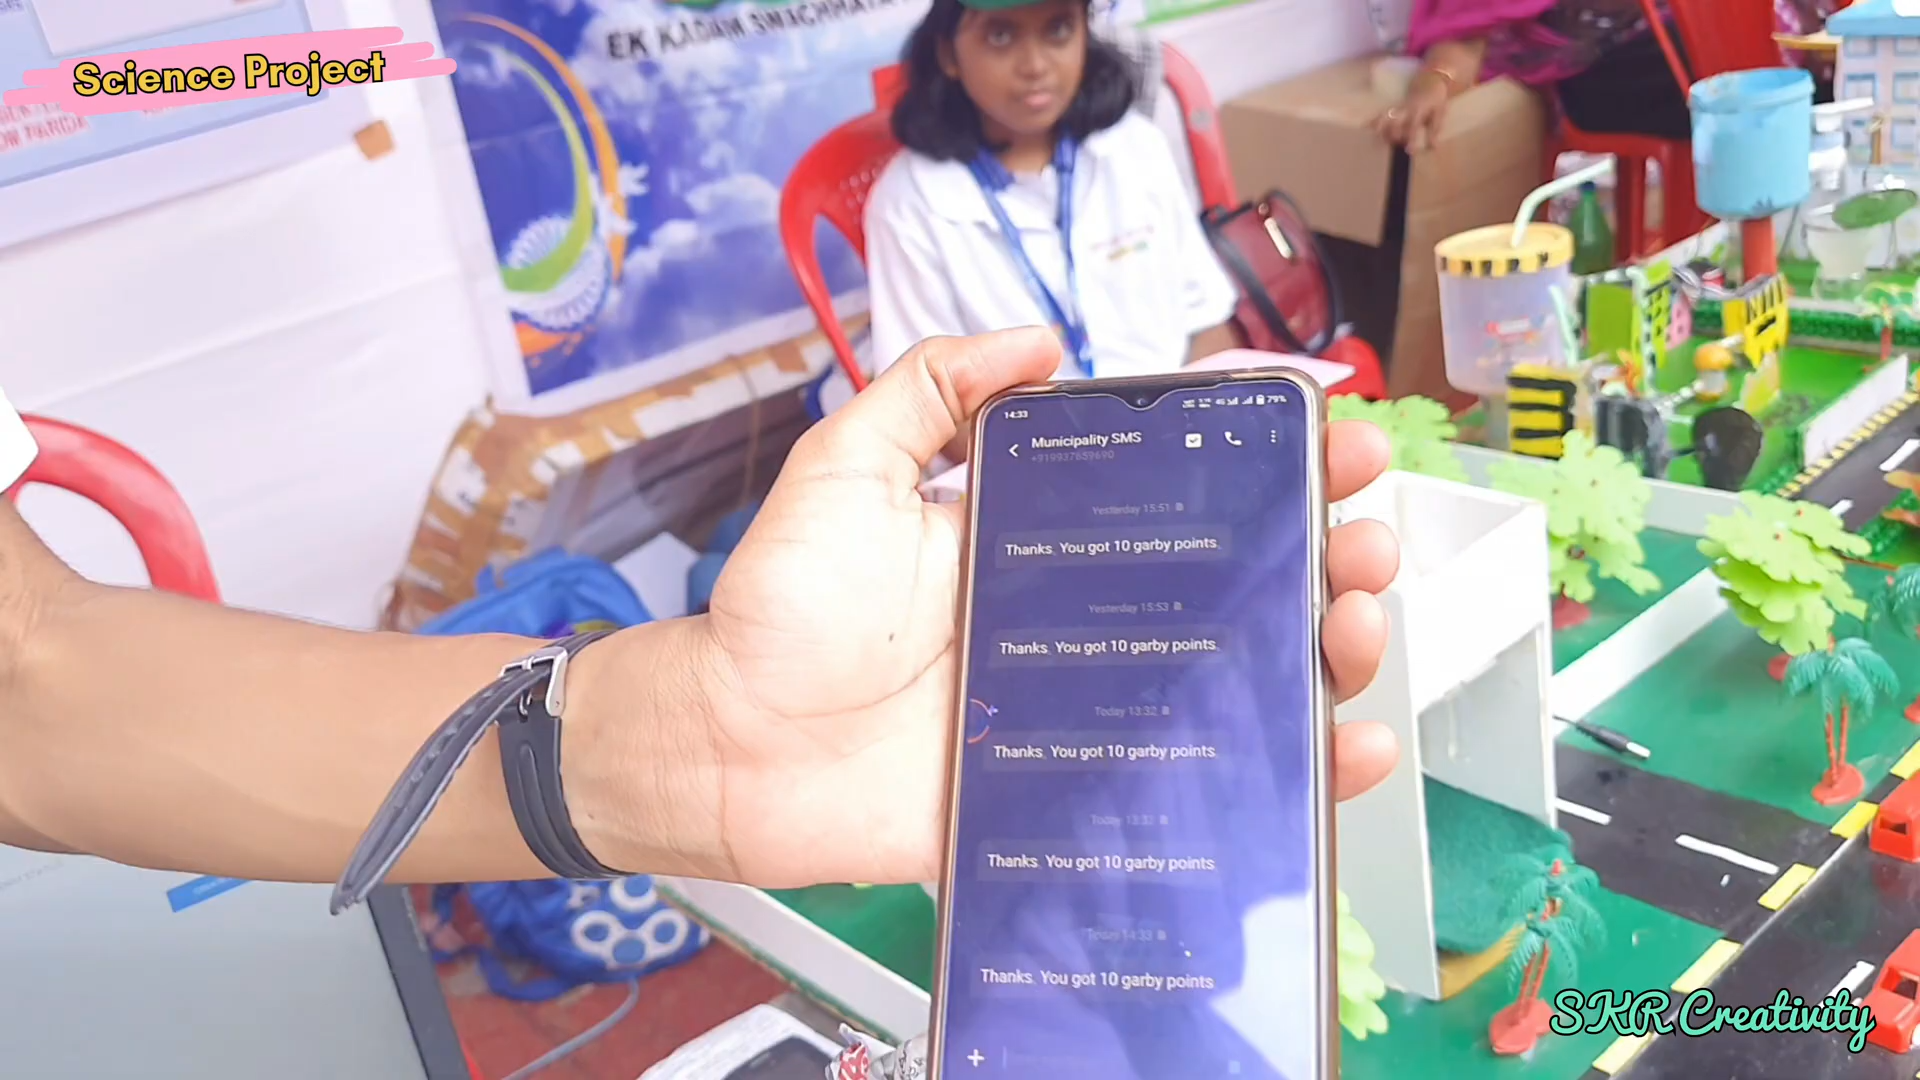 Science Project
EK KADAM SWACHHATA
14:33
79%
Municipality SMS
+919937659690
Yesterday 15:51
Thanks. You got 10 garby points.
Yesterday 15:53
Thanks. You got 10 garby points.
Today 13:32
Thanks. You got 10 garby points.
Today 13:32
Thanks. You got 10 garby points.
Today 14:33
Thanks. You got 10 garby points.
SKR Creativity